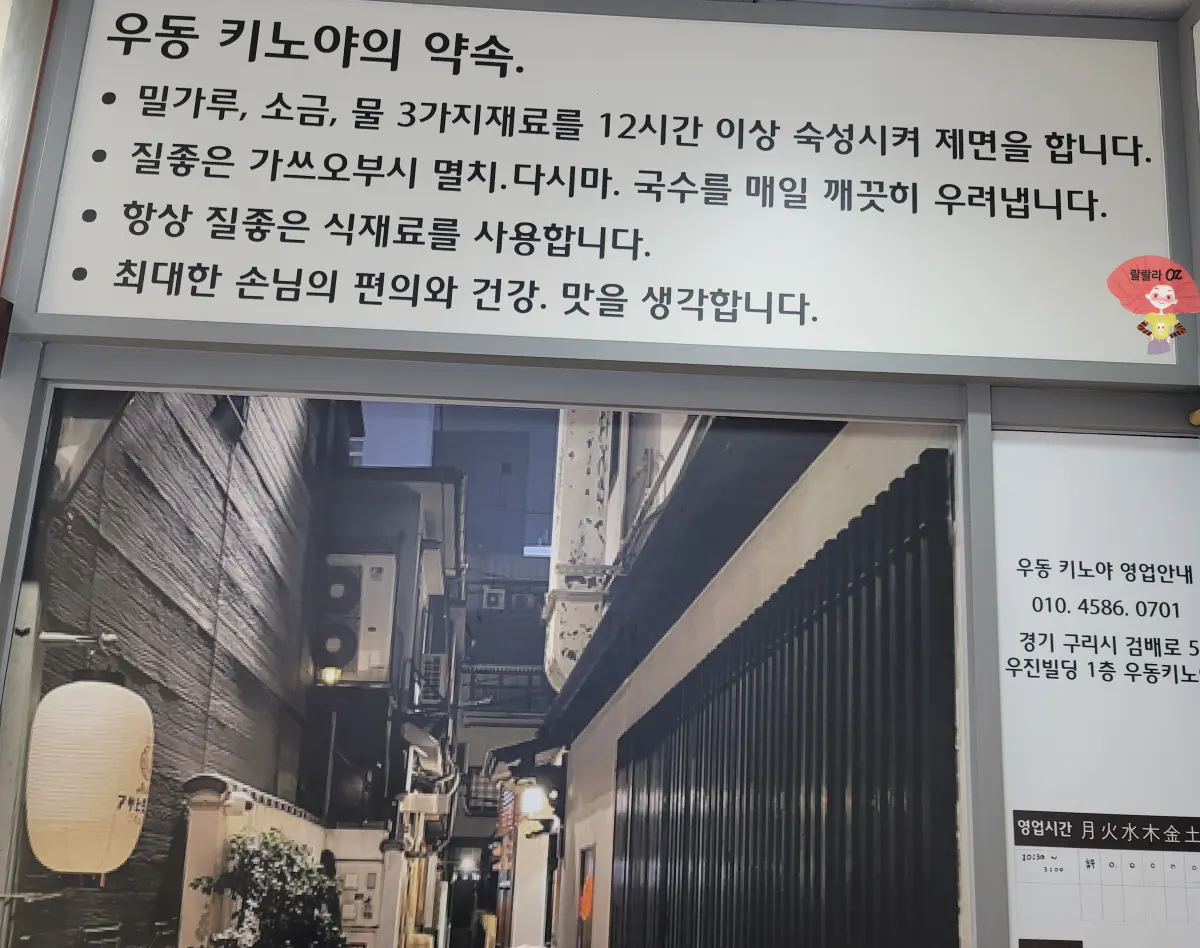 우동 키노야의 약속.
• 밀가루, 소금, 물 3가지재료를 12시간 이상 숙성시켜 제면을 합니다.
• 질좋은 가쓰오부시 멸치.다시마. 국수를 매일 깨끗히 우려냅니다.
• 항상 질좋은 식재료를 사용합니다.
• 최대한 손님의 편의와 건강. 맛을 생각합니다.
랄랄라 OZ
우동 키노야 영업안내
010. 4586. 0701
경기 구리시 검배로 5
우진빌딩 1층 우동키노
영업시간 月火水木金土
10:30 ~
3:00